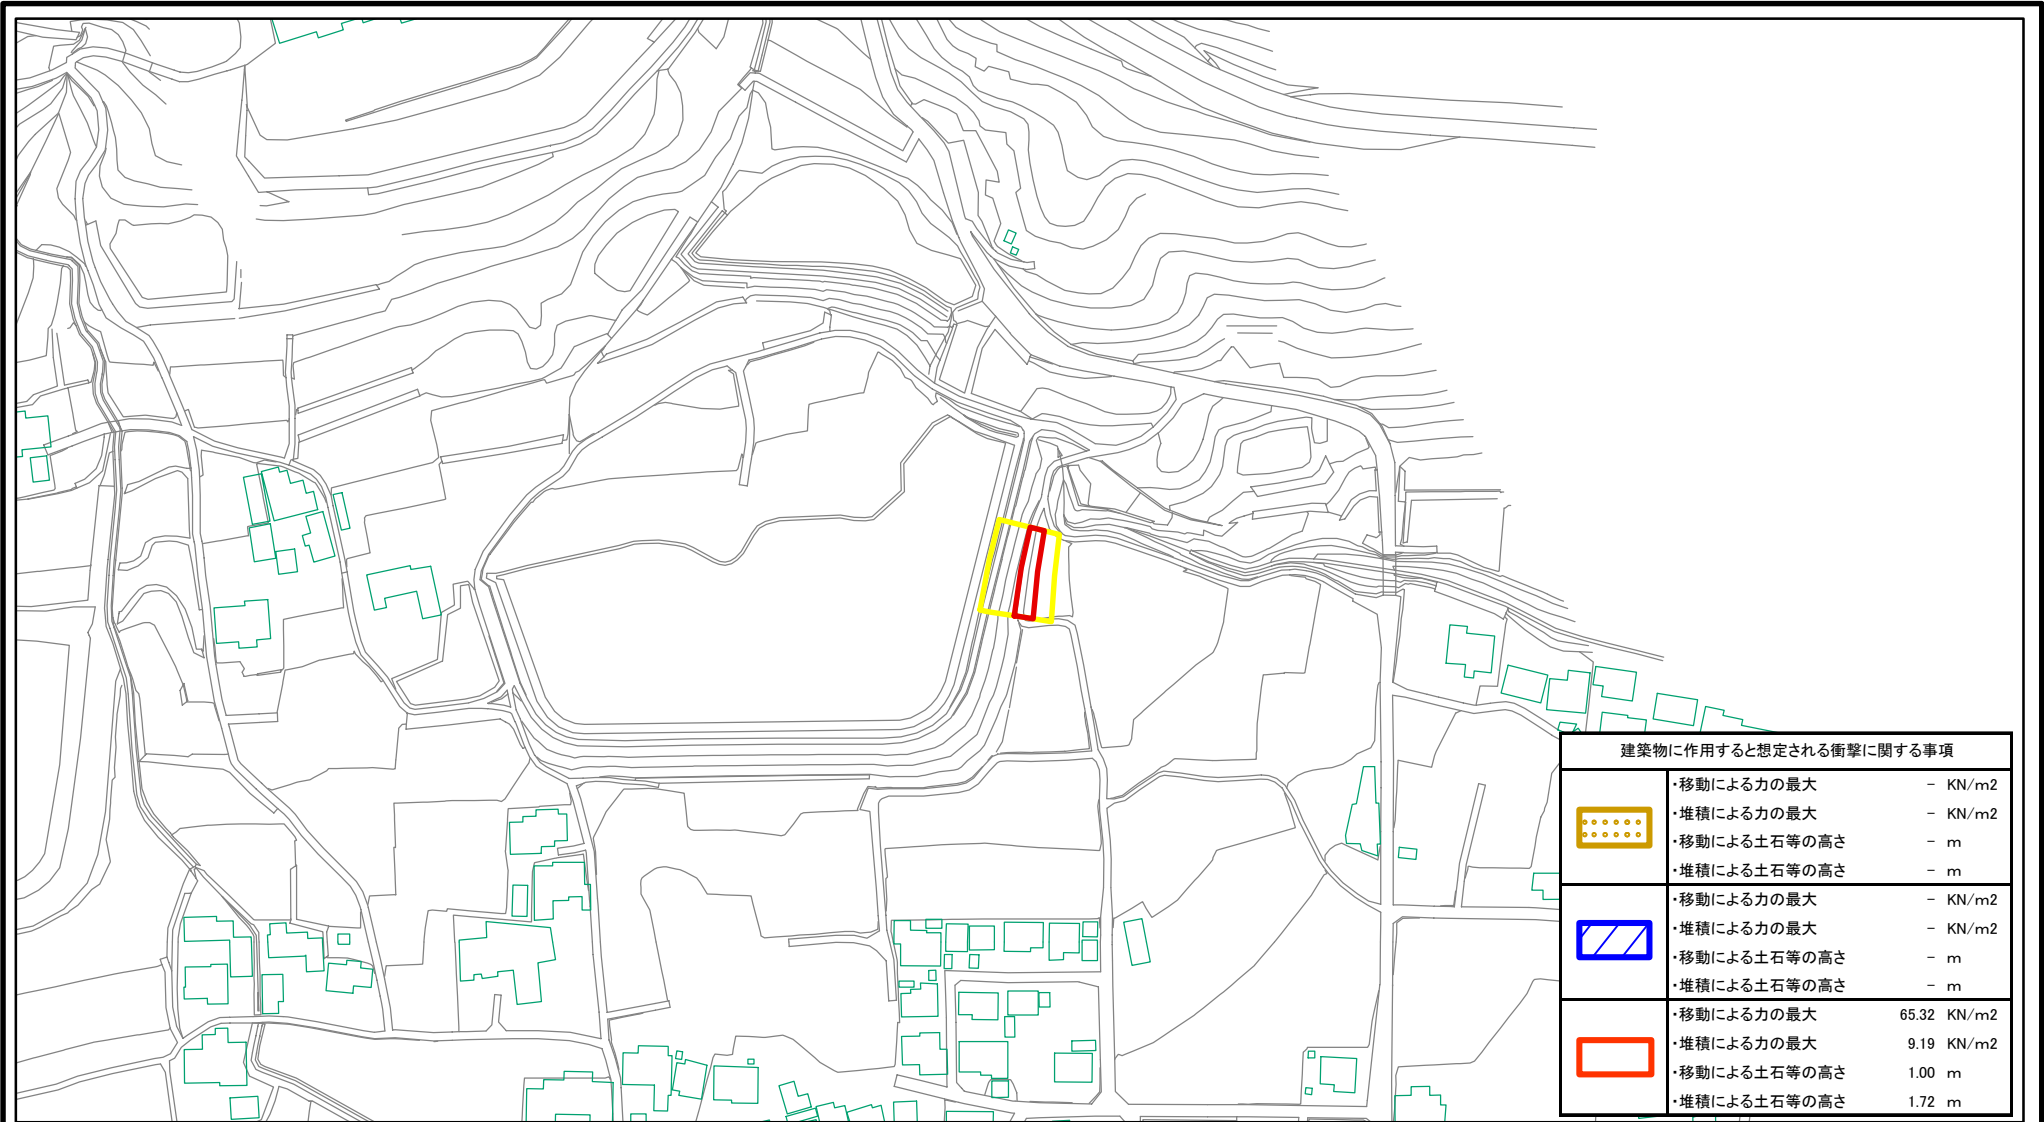 建築物に作用すると想定される衝撃に関する事項
・移動による力の最大 － KN/m2
・堆積による力の最大 － KN/m2
・移動による土石等の高さ － m
・堆積による土石等の高さ － m
・移動による力の最大 － KN/m2
・堆積による力の最大 － KN/m2
・移動による土石等の高さ － m
・堆積による土石等の高さ － m
・移動による力の最大 65.32 KN/m2
・堆積による力の最大 9.19 KN/m2
・移動による土石等の高さ 1.00 m
・堆積による土石等の高さ 1.72 m